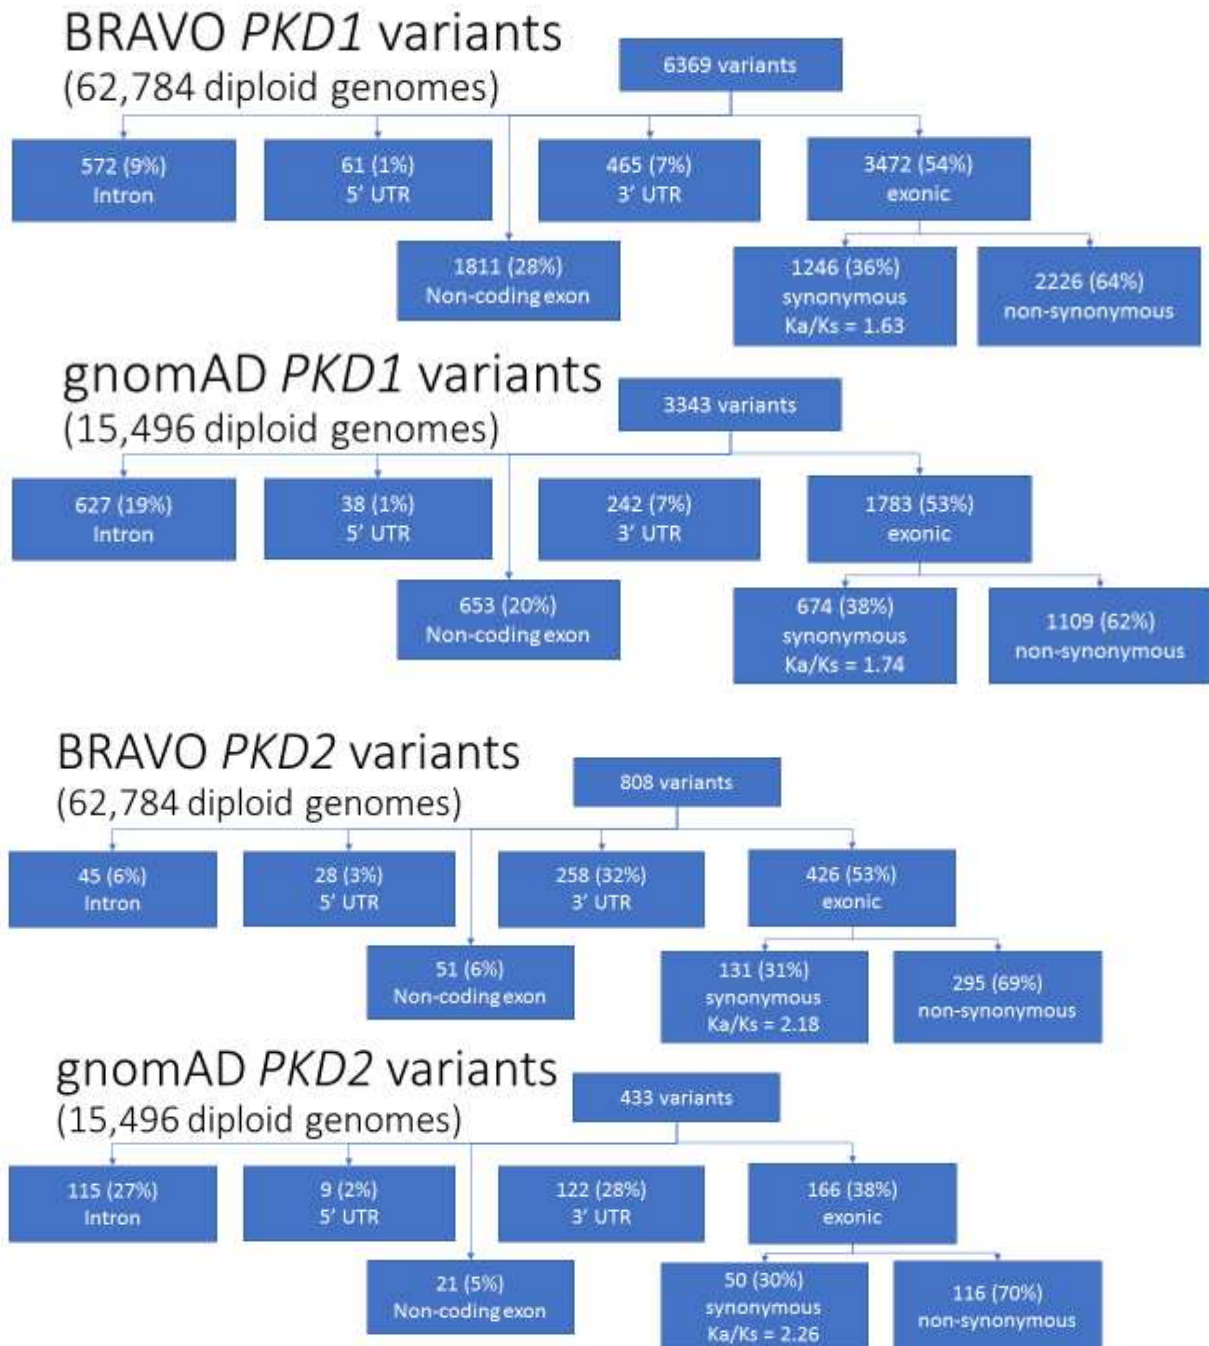 BRAVO PKD1 variants
(62,784 diploid genomes)
6369 variants
572 (9%)
Intron
61 (1%)
5' UTR
465 (7%)
3' UTR
3472 (54%)
exonic
1811 (28%)
Non-coding exon
1246 (36%)
synonymous
Ka/Ks = 1.63
2226 (64%)
non-synonymous
gnomAD PKD1 variants
(15,496 diploid genomes)
3343 variants
627 (19%)
Intron
38 (1%)
5' UTR
242 (7%)
3' UTR
1783 (53%)
exonic
653 (20%)
Non-coding exon
674 (38%)
synonymous
Ka/Ks = 1.74
1109 (62%)
non-synonymous
BRAVO PKD2 variants
(62,784 diploid genomes)
808 variants
45 (6%)
Intron
28 (3%)
5' UTR
258 (32%)
3' UTR
426 (53%)
exonic
51 (6%)
Non-coding exon
131 (31%)
synonymous
Ka/Ks = 2.18
295 (69%)
non-synonymous
gnomAD PKD2 variants
(15,496 diploid genomes)
433 variants
115 (27%)
Intron
9 (2%)
5' UTR
122 (28%)
3' UTR
166 (38%)
exonic
21 (5%)
Non-coding exon
50 (30%)
synonymous
Ka/Ks = 2.26
116 (70%)
non-synonymous